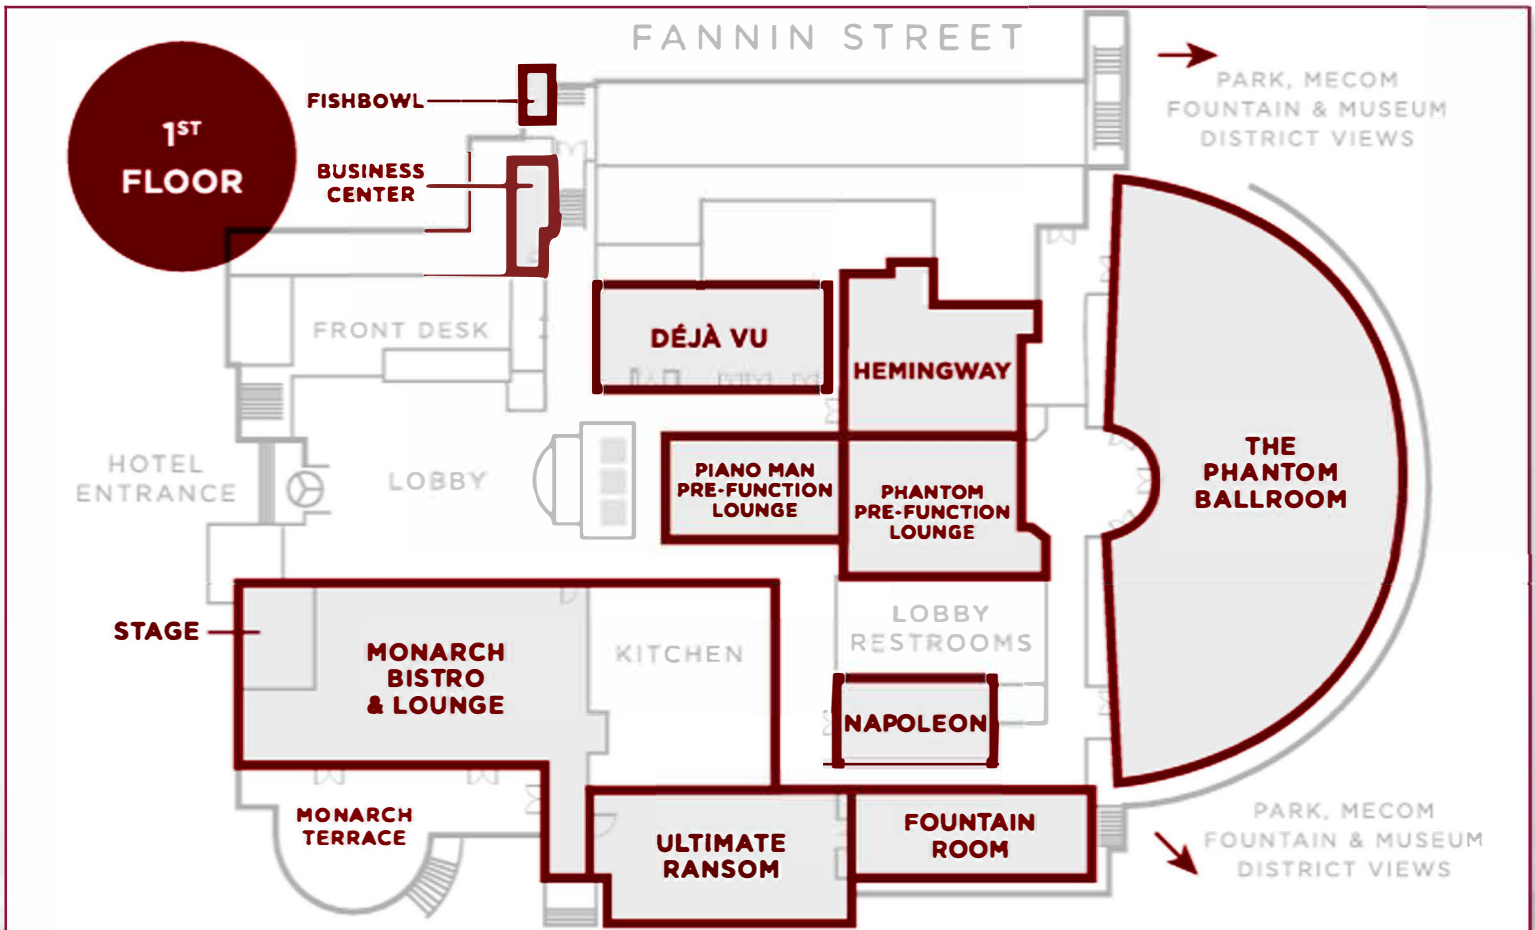 FANNIN STREET
1ST
FLOOR
FISHBOWL
BUSINESS
CENTER
PARK, MECOM
FOUNTAIN & MUSEUM
DISTRICT VIEWS
FRONT DESK
DÉJÀ VU
HEMINGWAY
HOTEL
ENTRANCE
LOBBY
PIANO MAN
PRE-FUNCTION
LOUNGE
PHANTOM
PRE-FUNCTION
LOUNGE
THE
PHANTOM
BALLROOM
STAGE
MONARCH
BISTRO
& LOUNGE
KITCHEN
LOBBY
RESTROOMS
NAPOLEON
MONARCH
TERRACE
ULTIMATE
RANSOM
FOUNTAIN
ROOM
PARK, MECOM
FOUNTAIN & MUSEUM
DISTRICT VIEWS